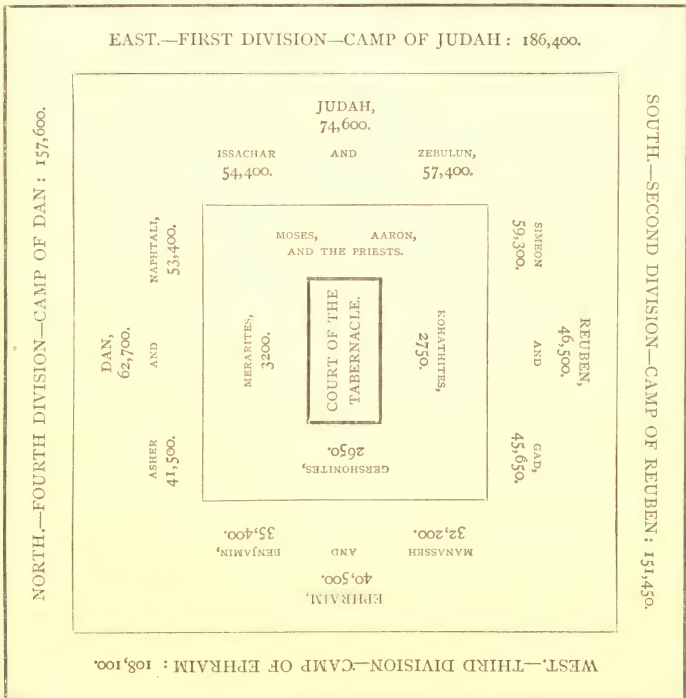 EAST.—FIRST DIVISION—CAMP OF JUDAH : 186,400.
JUDAH,
74,600.
ISSACHAR AND ZEBULUN,
54,400. 57,400.
NORTH.—FOURTH DIVISION—CAMP OF DAN : 157,600.
DAN,
62,700.
NAPHTALI,
53,400.
AND
ASHER
41,500.
MOSES, AARON,
AND THE PRIESTS.
MERARITES,
3200.
COURT OF THE
TABERNACLE.
KOHATHITES,
2750.
GERSHONITES,
2650.
SIMEON
59,300.
AND
GAD,
45,650.
REUBEN,
46,500.
SOUTH.—SECOND DIVISION—CAMP OF REUBEN : 151,450.
MANASSEH AND BENJAMIN,
32,200. 35,400.
EPHRAIM,
40,500.
WEST.—THIRD DIVISION—CAMP OF EPHRAIM : 108,100.